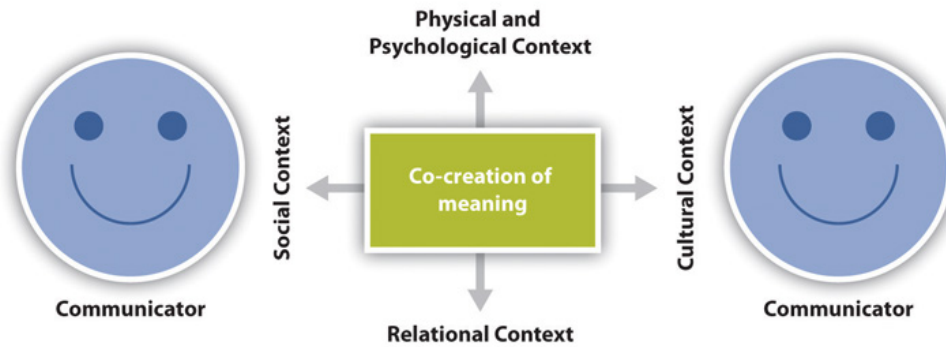 Physical and
Psychological Context
Social Context
Co-creation of
meaning
Cultural Context
Communicator
Communicator
Relational Context